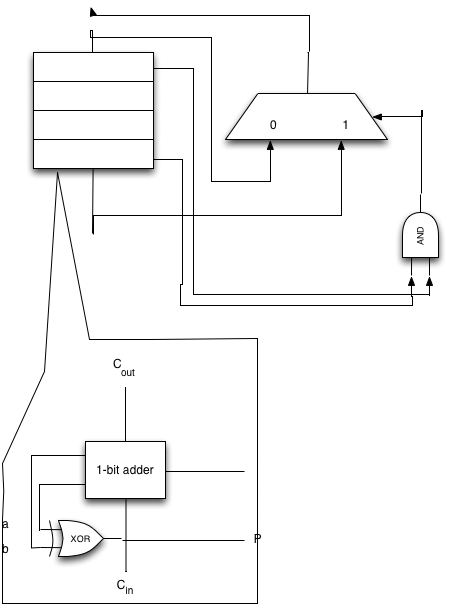 0 1
AND
C out
1-bit adder
a
XOR
P
b
C in